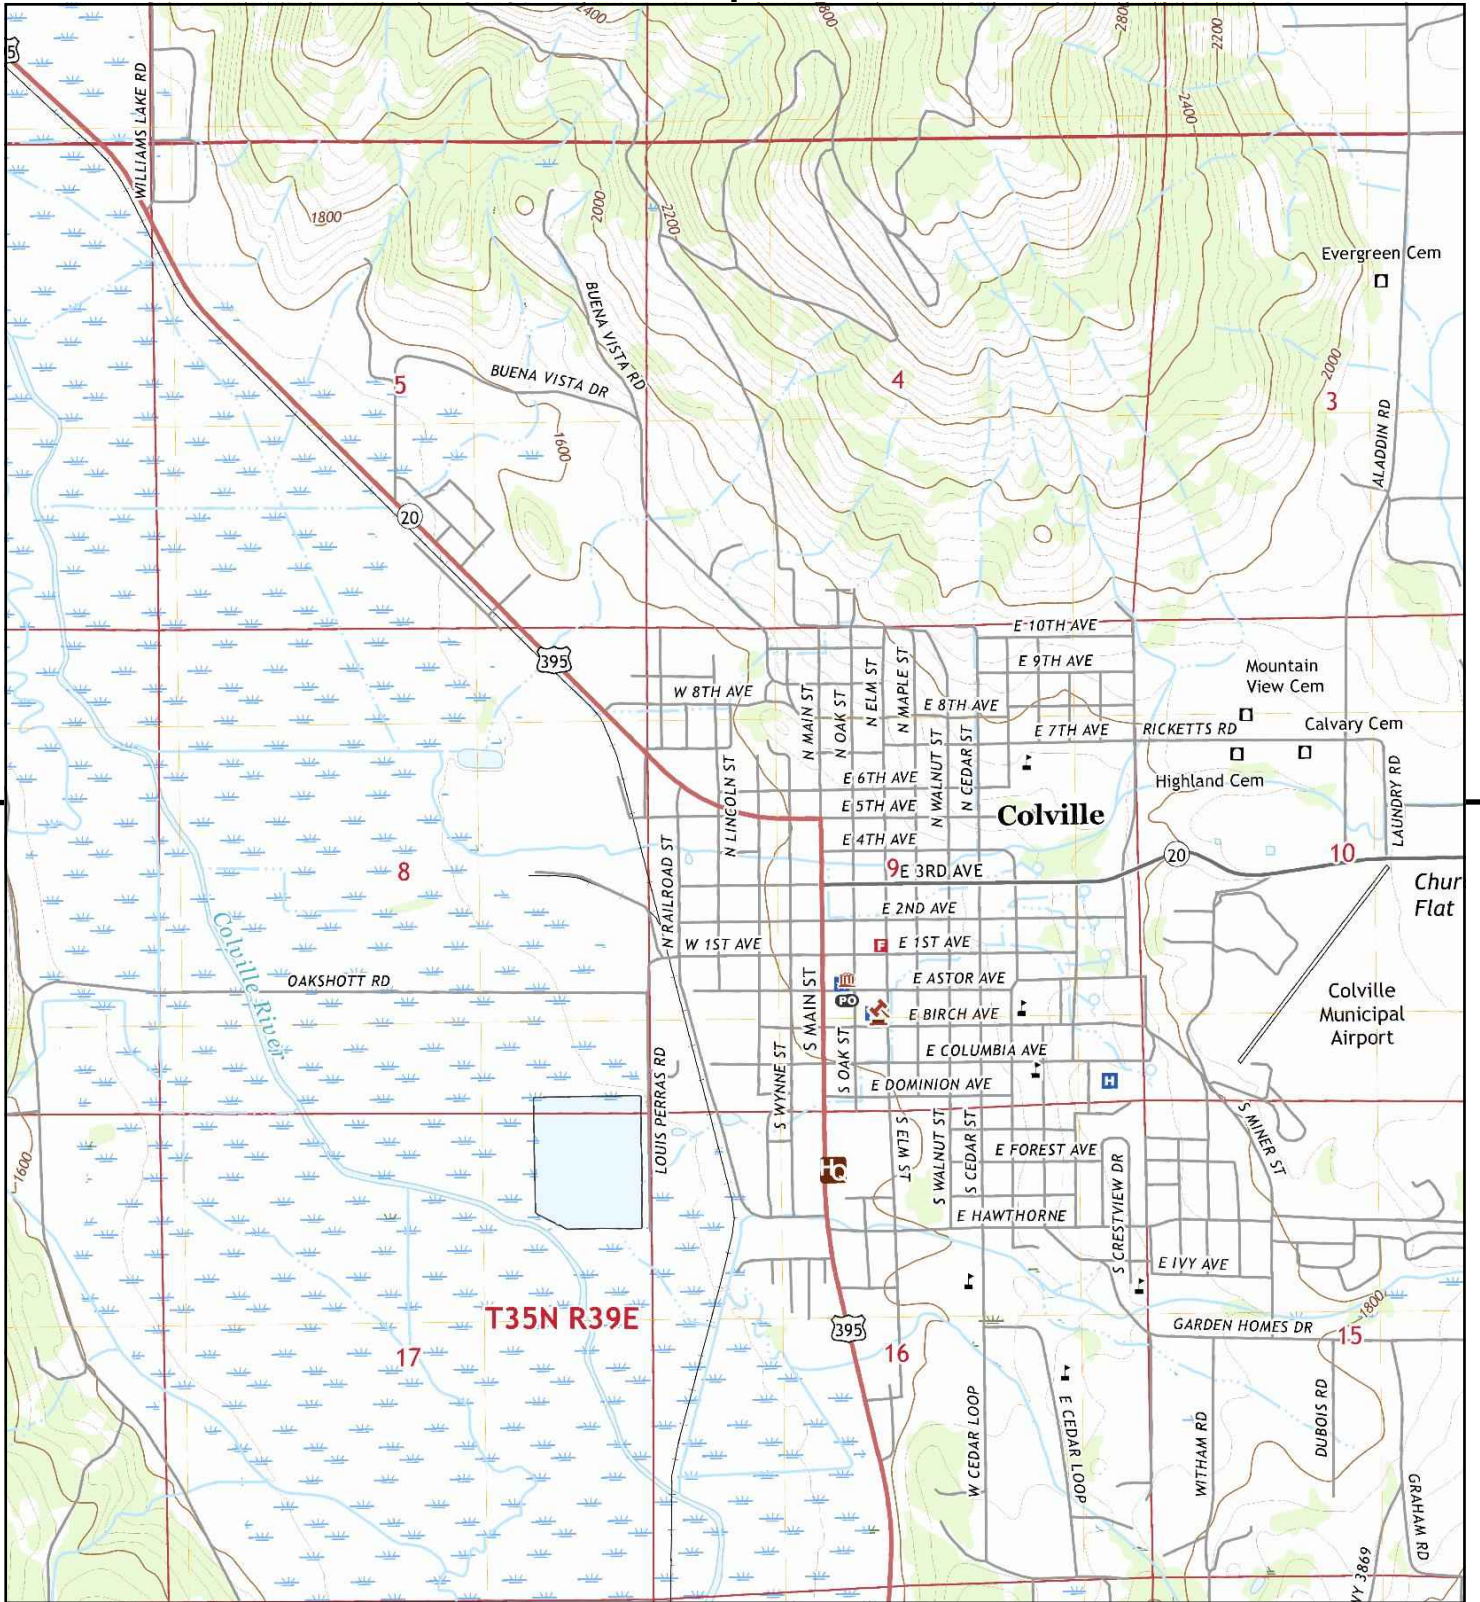 2400
2800
2200
5
WILLIAMS LAKE RD
2400
1800
2000
2200
Evergreen Cem
BUENA VISTA RD
BUENA VISTA DR
5
4
3
2000
ALADDIN RD
1600
20
E 10TH AVE
395
E 9TH AVE
Mountain
View Cem
W 8TH AVE
N MAIN ST
N OAK ST
N ELM ST
N MAPLE ST
E 8TH AVE
E 7TH AVE
RICKETTS RD
Calvary Cem
N WALNUT ST
N CEDAR ST
N LINCOLN ST
E 6TH AVE
Highland Cem
LAUNDRY RD
E 5TH AVE
Colville
E 4TH AVE
8
N RAILROAD ST
9
E 3RD AVE
20
10
Chur
Flat
E 2ND AVE
W 1ST AVE
F
E 1ST AVE
Colville River
OAKSHOTT RD
S MAIN ST
E ASTOR AVE
PO
E BIRCH AVE
Colville
Municipal
Airport
S WYNNE ST
S OAK ST
E COLUMBIA AVE
LOUIS PERRAS RD
E DOMINION AVE
H
S ELM ST
S WALNUT ST
S CEDAR ST
S MINER ST
1600
E FOREST AVE
HQ
S CRESTVIEW DR
E HAWTHORNE
E IVY AVE
T35N R39E
1800
395
GARDEN HOMES DR
15
17
16
W CEDAR LOOP
E CEDAR LOOP
WITHAM RD
DUBOIS RD
GRAHAM RD
WY 3869